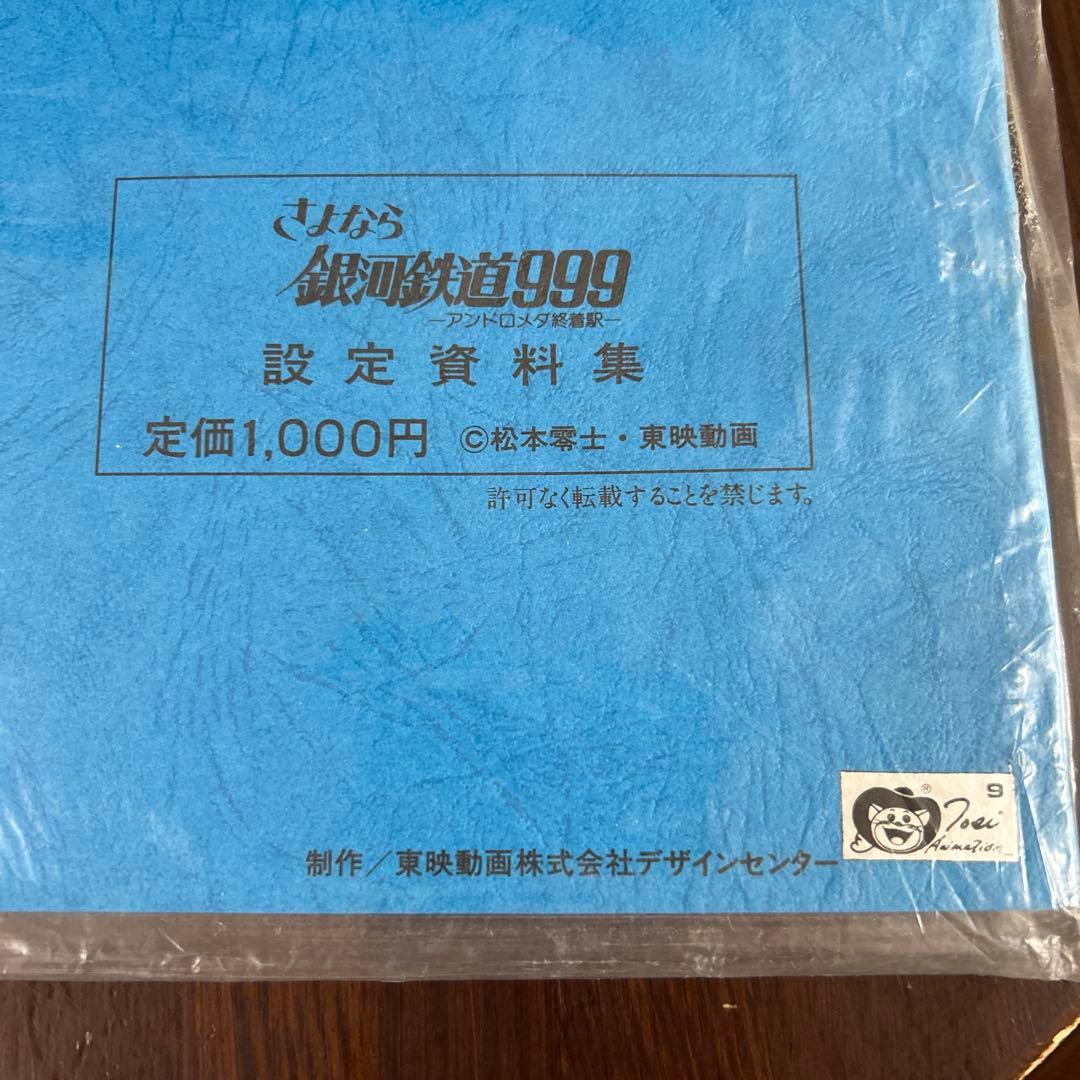 さよなら
銀河鉄道999
—アンドロメダ終着駅—
設定資料集
定価1,000円 ©松本零士・東映動画
許可なく転載することを禁じます。
® 9
Toei
Animation
制作／東映動画株式会社デザインセンター